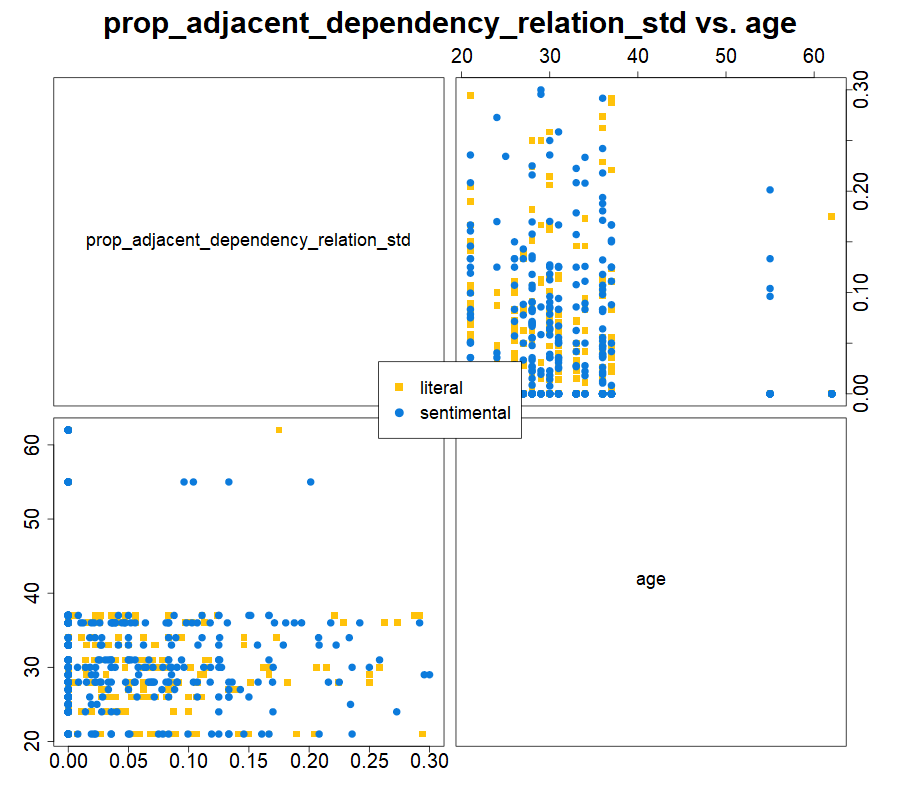 prop_adjacent_dependency_relation_std vs. age
20 30 40 50 60
prop_adjacent_dependency_relation_std
0.30
0.20
0.10
0.00
literal
sentimental
60
50
40
30
20
age
0.00 0.05 0.10 0.15 0.20 0.25 0.30